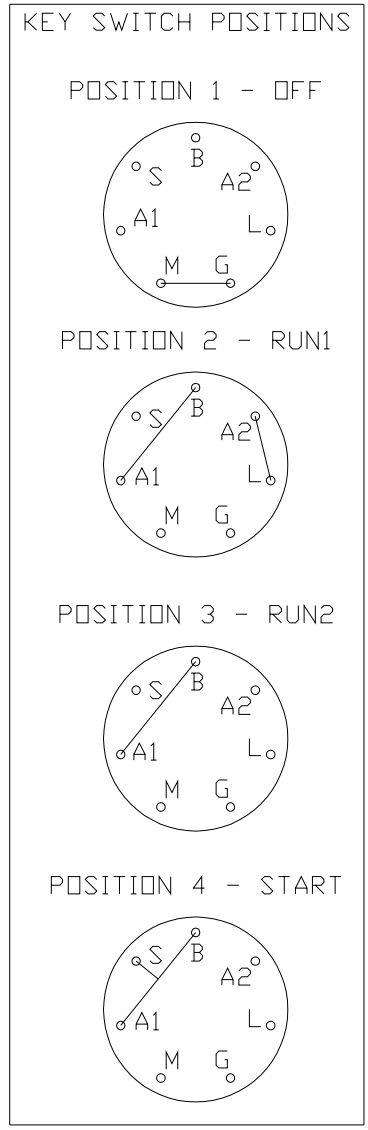 KEY SWITCH POSITIONS
POSITION 1 - OFF
B
S
A2
A1
L
M G
POSITION 2 - RUN1
B
S
A2
A1
L
M G
POSITION 3 - RUN2
B
S
A2
A1
L
M G
POSITION 4 - START
B
S
A2
A1
L
M G